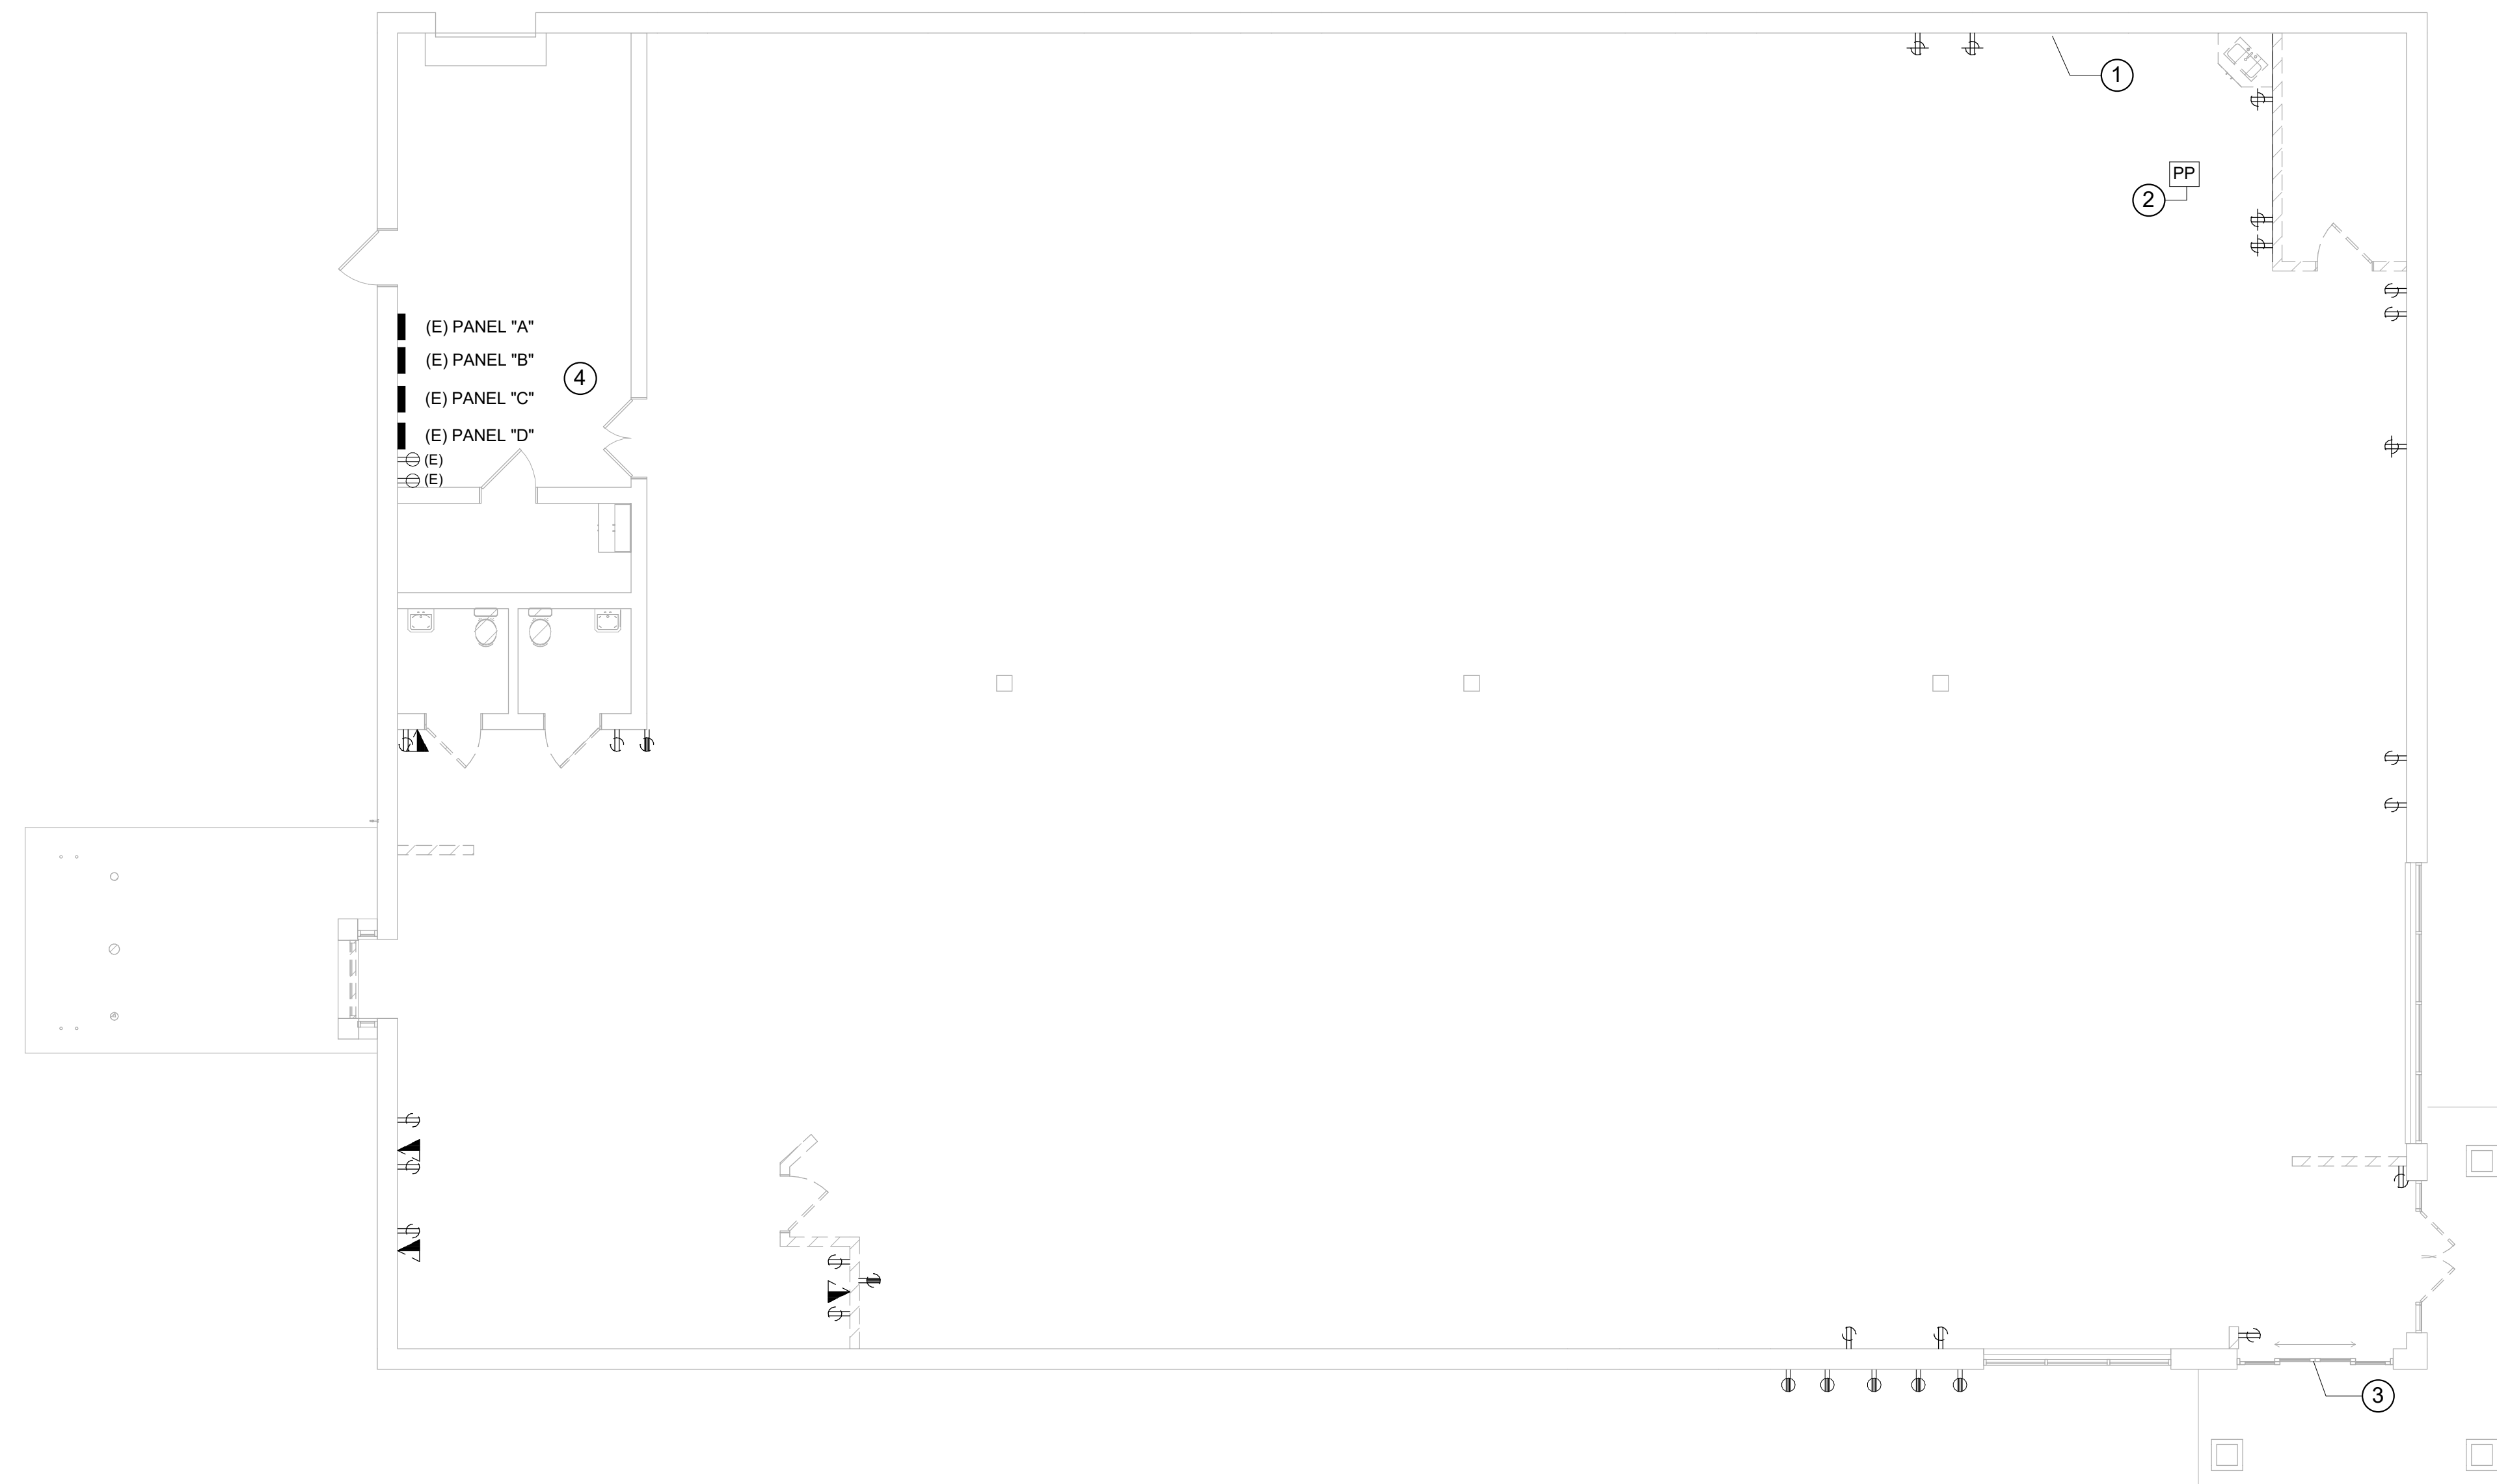 1
PP
2
(E) PANEL "A"
(E) PANEL "B"
4
(E) PANEL "C"
(E) PANEL "D"
(E)
(E)
3